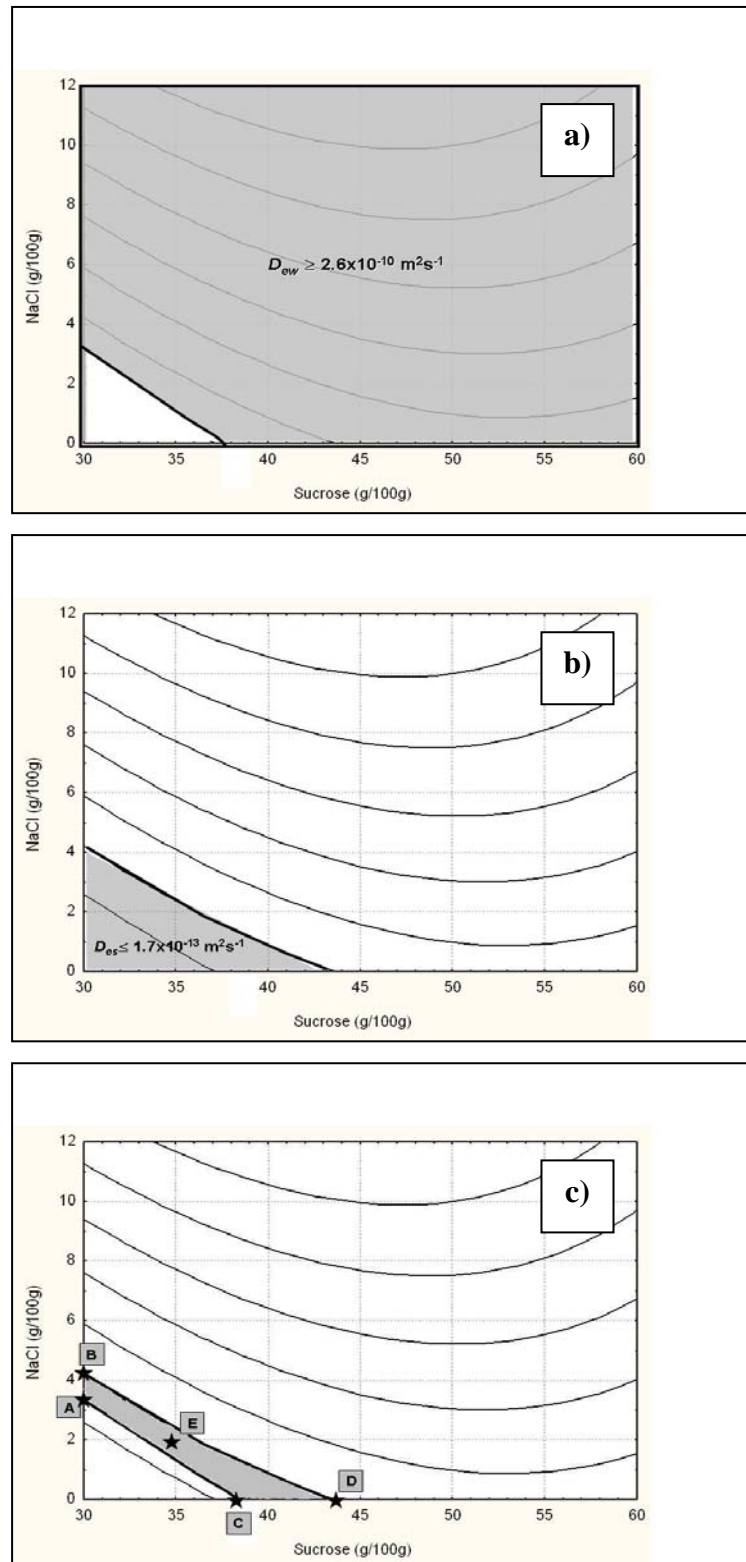 a)
12
10
8
6
4
2
0
NaCl (g/100g)
D_ew ≥ 2.6x10⁻¹⁰ m²s⁻¹
30 35 40 45 50 55 60
Sucrose (g/100g)
b)
12
10
8
6
4
2
0
NaCl (g/100g)
D_es ≤ 1.7x10⁻¹³ m²s⁻¹
30 35 40 45 50 55 60
Sucrose (g/100g)
c)
12
10
8
6
4
2
0
NaCl (g/100g)
B
A
E
D
C
30 35 40 45 50 55 60
Sucrose (g/100g)